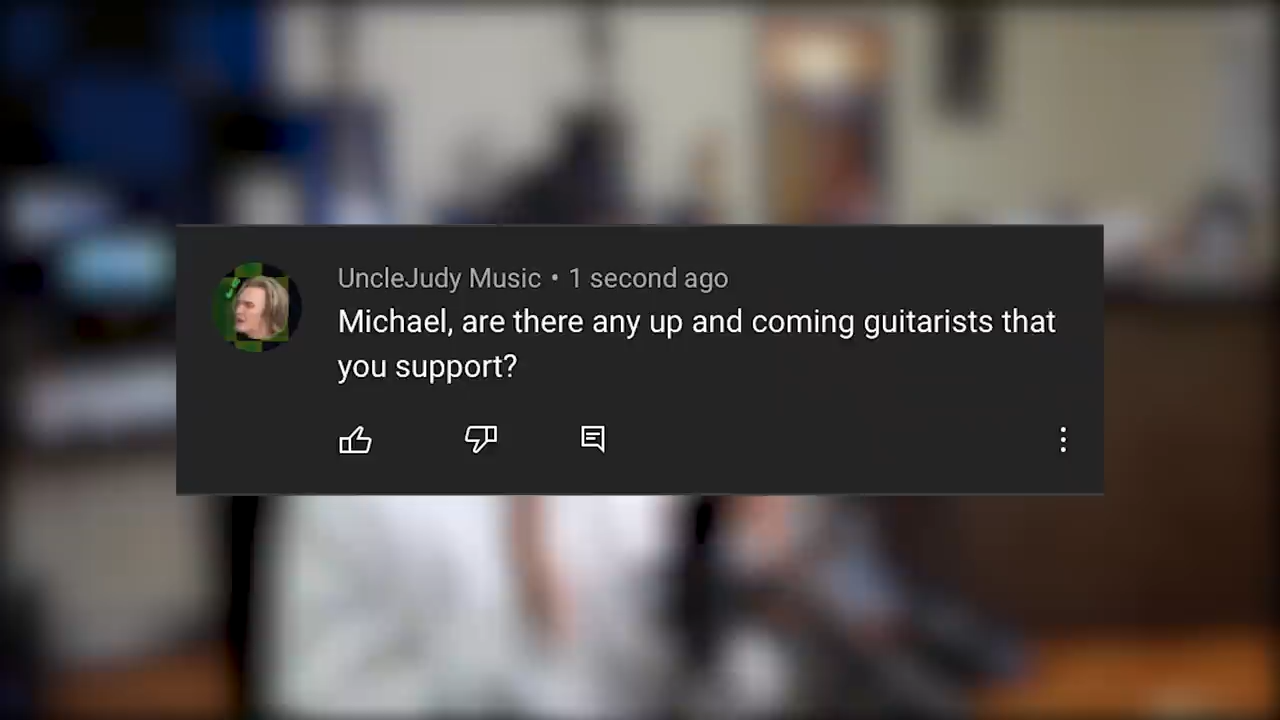 UncleJudy Music • 1 second ago
Michael, are there any up and coming guitarists that
you support?